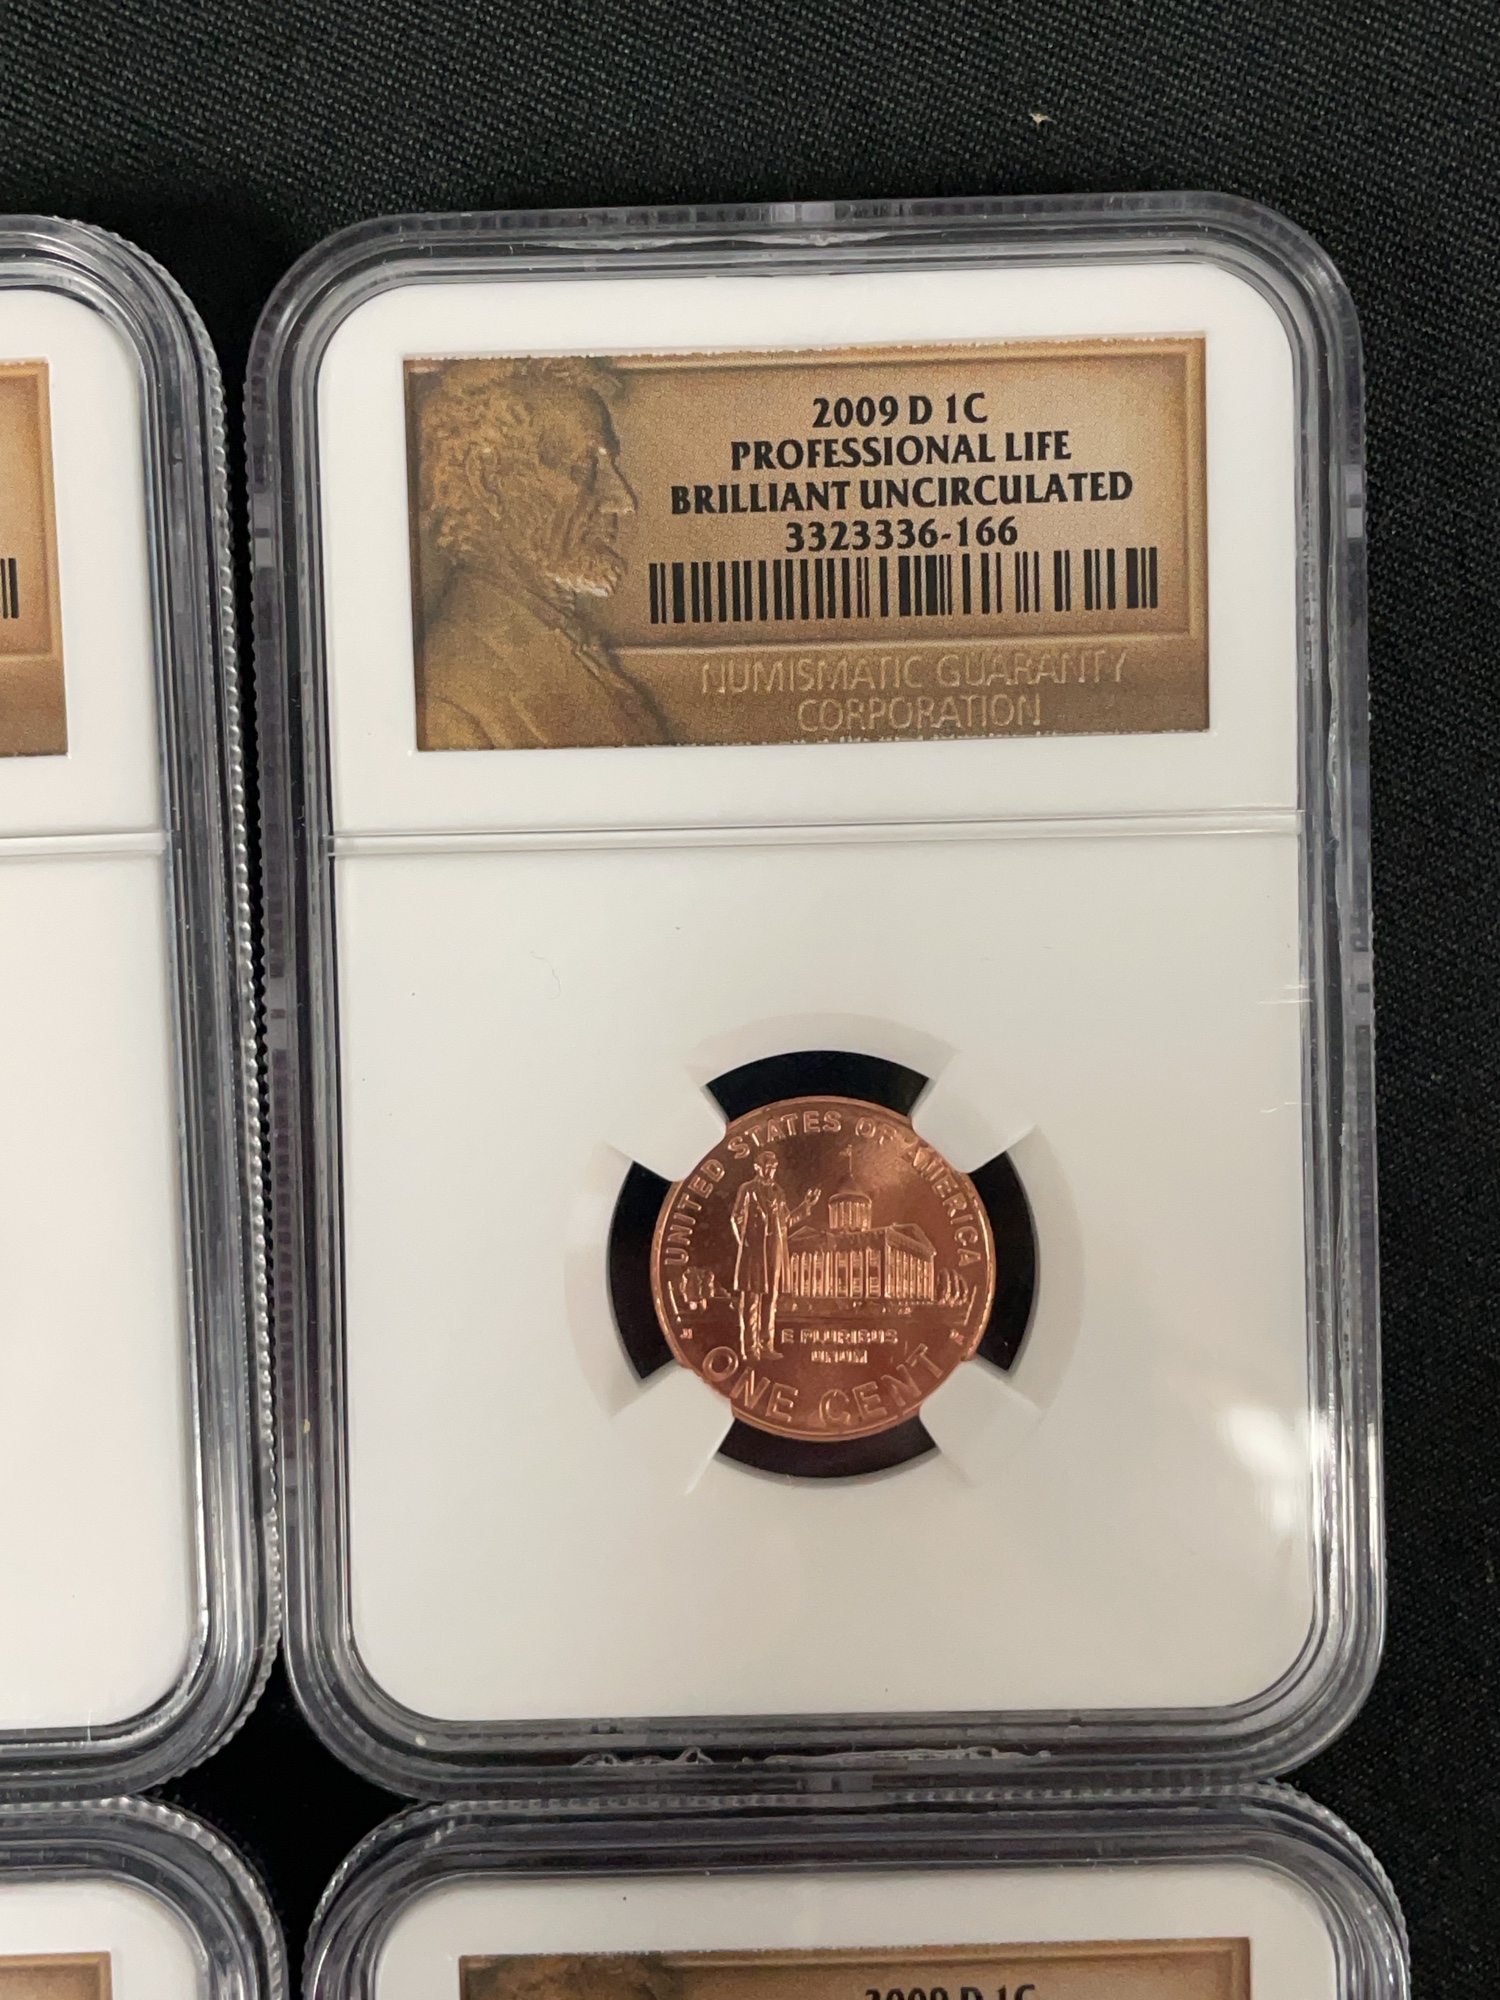 2009 D 1C
PROFESSIONAL LIFE
BRILLIANT UNCIRCULATED
3323336-166
NUMISMATIC GUARANTY
CORPORATION
UNITED STATES OF AMERICA
E PLURIBUS
UNUM
ONE CENT
2009 D 1C